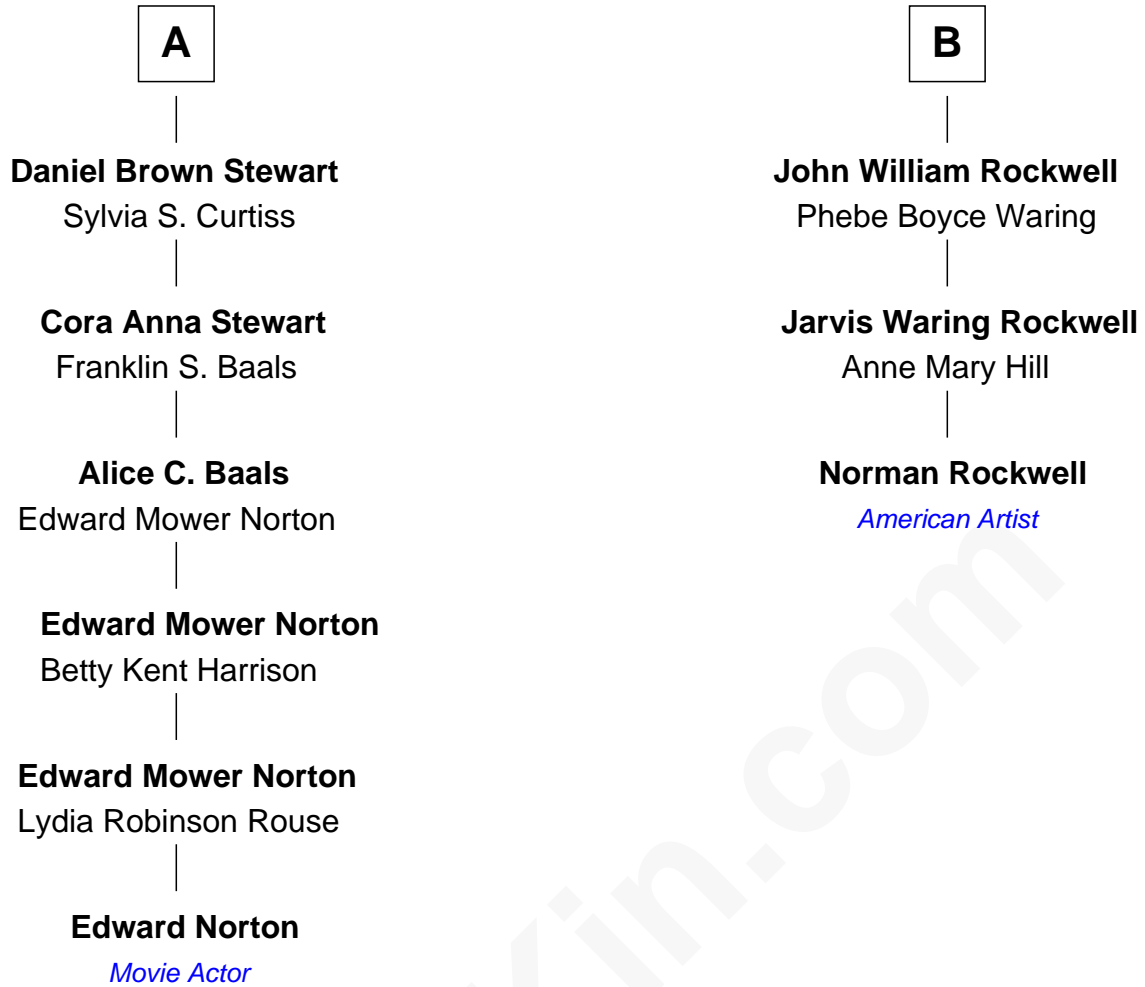 A
Daniel Brown Stewart
Sylvia S. Curtiss
Cora Anna Stewart
Franklin S. Baals
Alice C. Baals
Edward Mower Norton
Edward Mower Norton
Betty Kent Harrison
Edward Mower Norton
Lydia Robinson Rouse
Edward Norton
Movie Actor
B
John William Rockwell
Phebe Boyce Waring
Jarvis Waring Rockwell
Anne Mary Hill
Norman Rockwell
American Artist